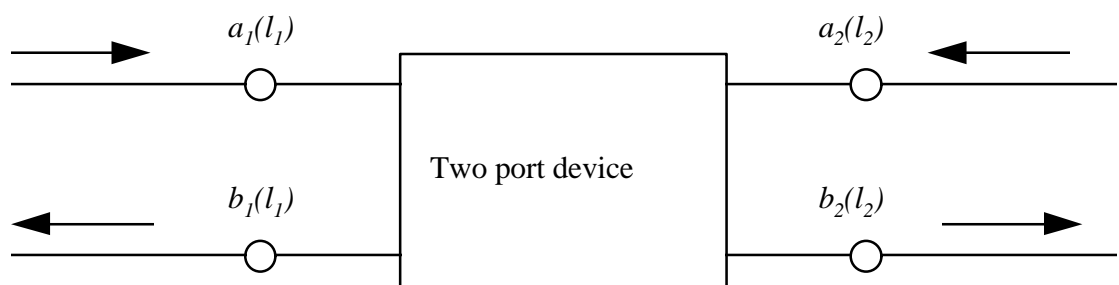 a₁(l₁) a₂(l₂)
Two port device
b₁(l₁) b₂(l₂)